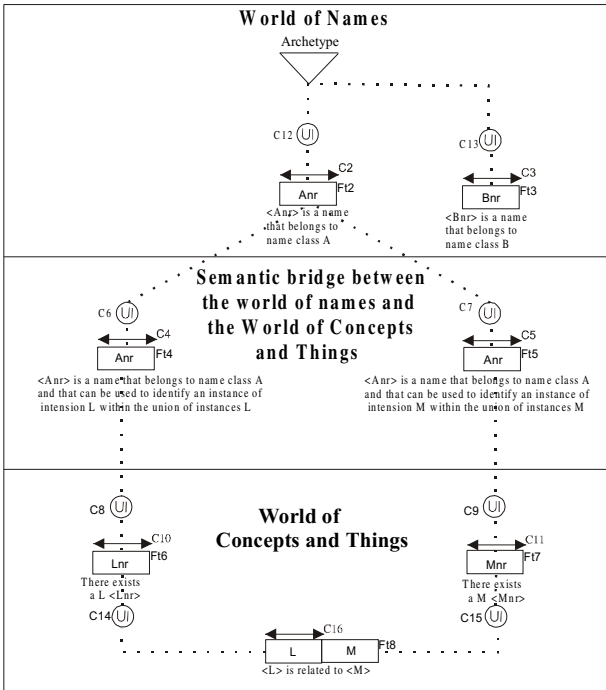 World of Names
Archetype
C12 UI
C13 UI
C2
Anr Ft2
<Anr> is a name
that belongs to
name class A
C3
Bnr Ft3
<Bnr> is a name
that belongs to
name class B
Semantic bridge between
the world of names and
the World of Concepts
and Things
C6 UI
C7 UI
C4
Anr Ft4
<Anr> is a name that belongs to name class A
and that can be used to identify an instance of
intension L within the union of instances L
C5
Anr Ft5
<Anr> is a name that belongs to name class A
and that can be used to identify an instance of
intension M within the union of instances M
C8 UI
C9 UI
World of
Concepts and Things
C10
Lnr Ft6
There exists
a L <Lnr>
C11
Mnr Ft7
There exists
a M <Mnr>
C14 UI
C15 UI
C16
L M Ft8
<L> is related to <M>